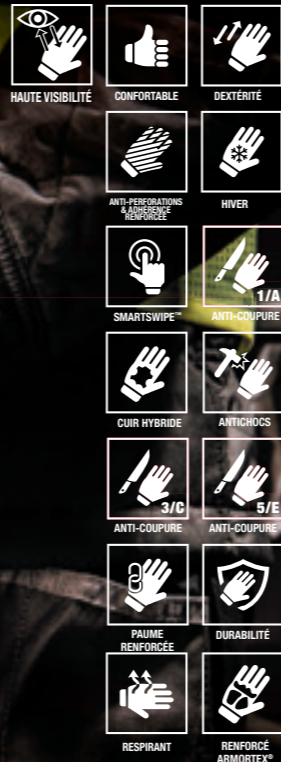 HAUTE VISIBILITÉ
CONFORTABLE
DEXTÉRITÉ
ANTI-PERFORATIONS
& ADHÉRENCE
RENFORCÉE
HIVER
SMARTSWIPE™
1/A
ANTI-COUPURE
CUIR HYBRIDE
ANTICHOCS
3/C
ANTI-COUPURE
5/E
ANTI-COUPURE
PAUME
RENFORCÉE
DURABILITÉ
RESPIRANT
RENFORCÉ
ARMORTEX®